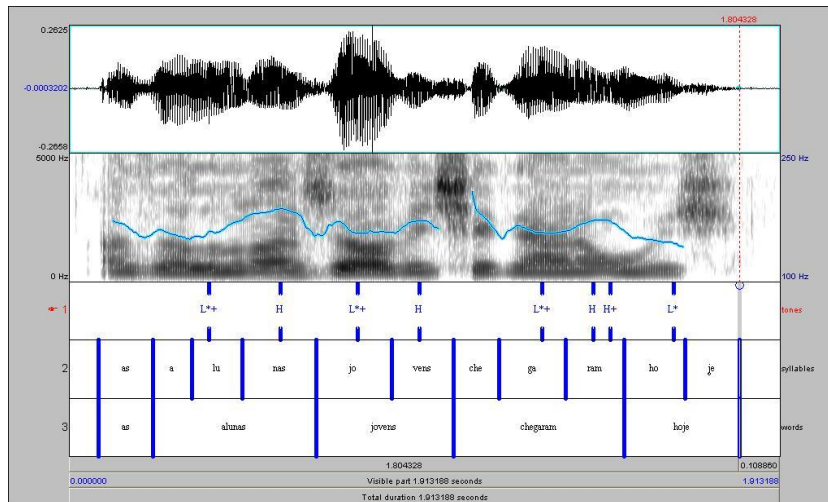 1.804328
0.2625
-0.0003202
-0.2658
5000 Hz 250 Hz
0 Hz 100 Hz
1 L*+ H L*+ H L*+ H H+ L* tones
2 as a lu nas jo vens che ga ram ho je syllables
3 as alunas jovens chegaram hoje words
1.804328 0.108860
0.000000 Visible part 1.913188 seconds 1.913188
Total duration 1.913188 seconds